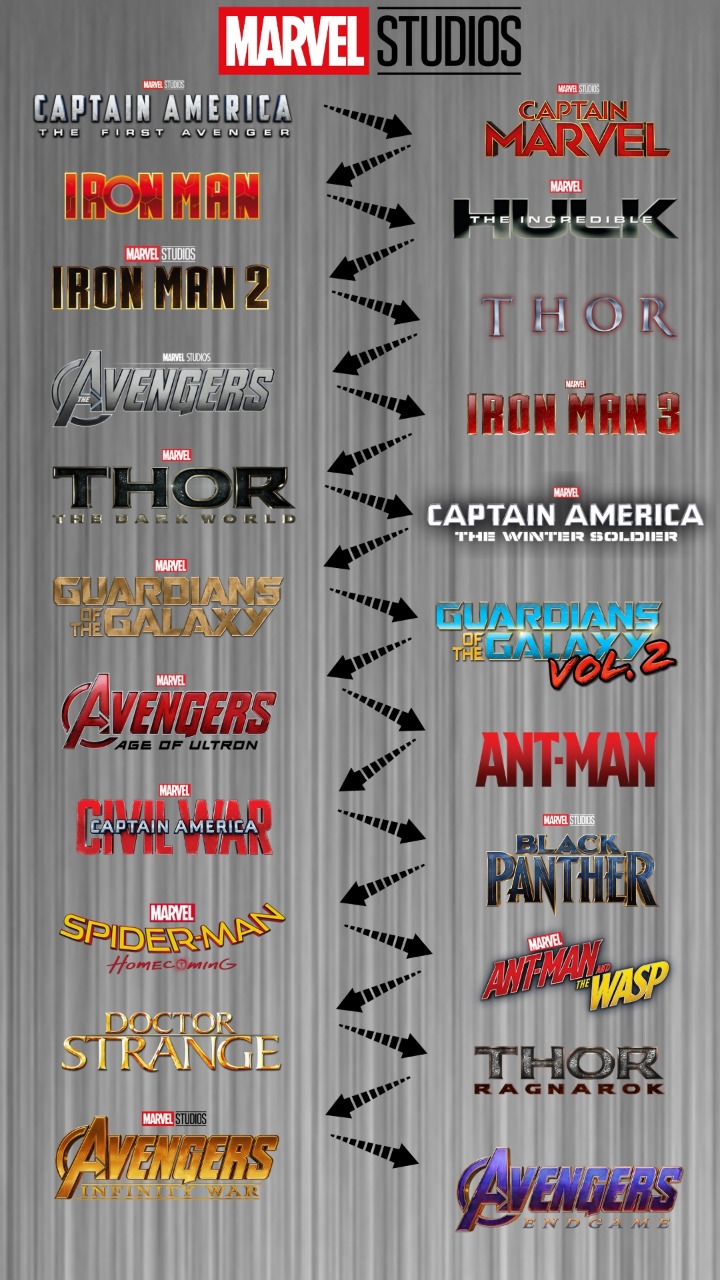 MARVEL STUDIOS
MARVEL STUDIOS
CAPTAIN AMERICA
THE FIRST AVENGER
MARVEL STUDIOS
CAPTAIN
MARVEL
IRON MAN
MARVEL
THE INCREDIBLE
HULK
MARVEL STUDIOS
IRON MAN 2
THOR
MARVEL STUDIOS
THE AVENGERS
MARVEL
IRON MAN 3
MARVEL
THOR
THE DARK WORLD
MARVEL
CAPTAIN AMERICA
THE WINTER SOLDIER
MARVEL
GUARDIANS
OF THE GALAXY
GUARDIANS
OF THE GALAXY
VOL. 2
MARVEL
AVENGERS
AGE OF ULTRON
ANT-MAN
MARVEL
CIVIL WAR
CAPTAIN AMERICA
MARVEL STUDIOS
BLACK
PANTHER
MARVEL
SPIDER-MAN
HOMECOMING
MARVEL
ANT-MAN AND
THE WASP
DOCTOR
STRANGE
THOR
RAGNAROK
MARVEL STUDIOS
AVENGERS
INFINITY WAR
AVENGERS
ENDGAME